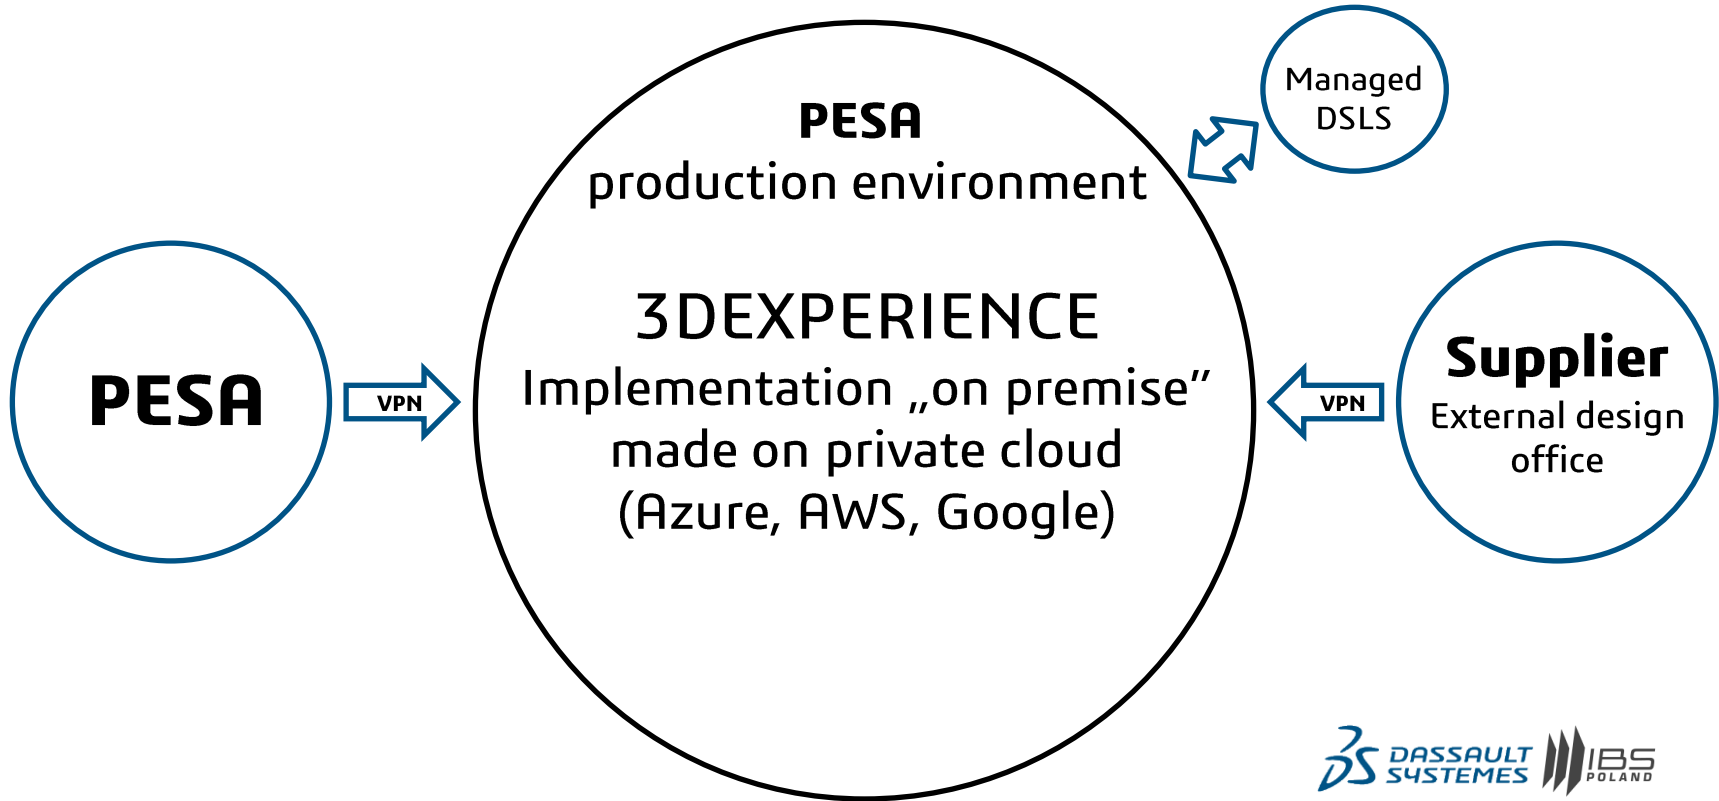 PESA
production environment
3DEXPERIENCE
Implementation „on premise”
made on private cloud
(Azure, AWS, Google)
Managed
DSLS
PESA
VPN
VPN
Supplier
External design
office
DASSAULT
SYSTEMES
IBS
POLAND